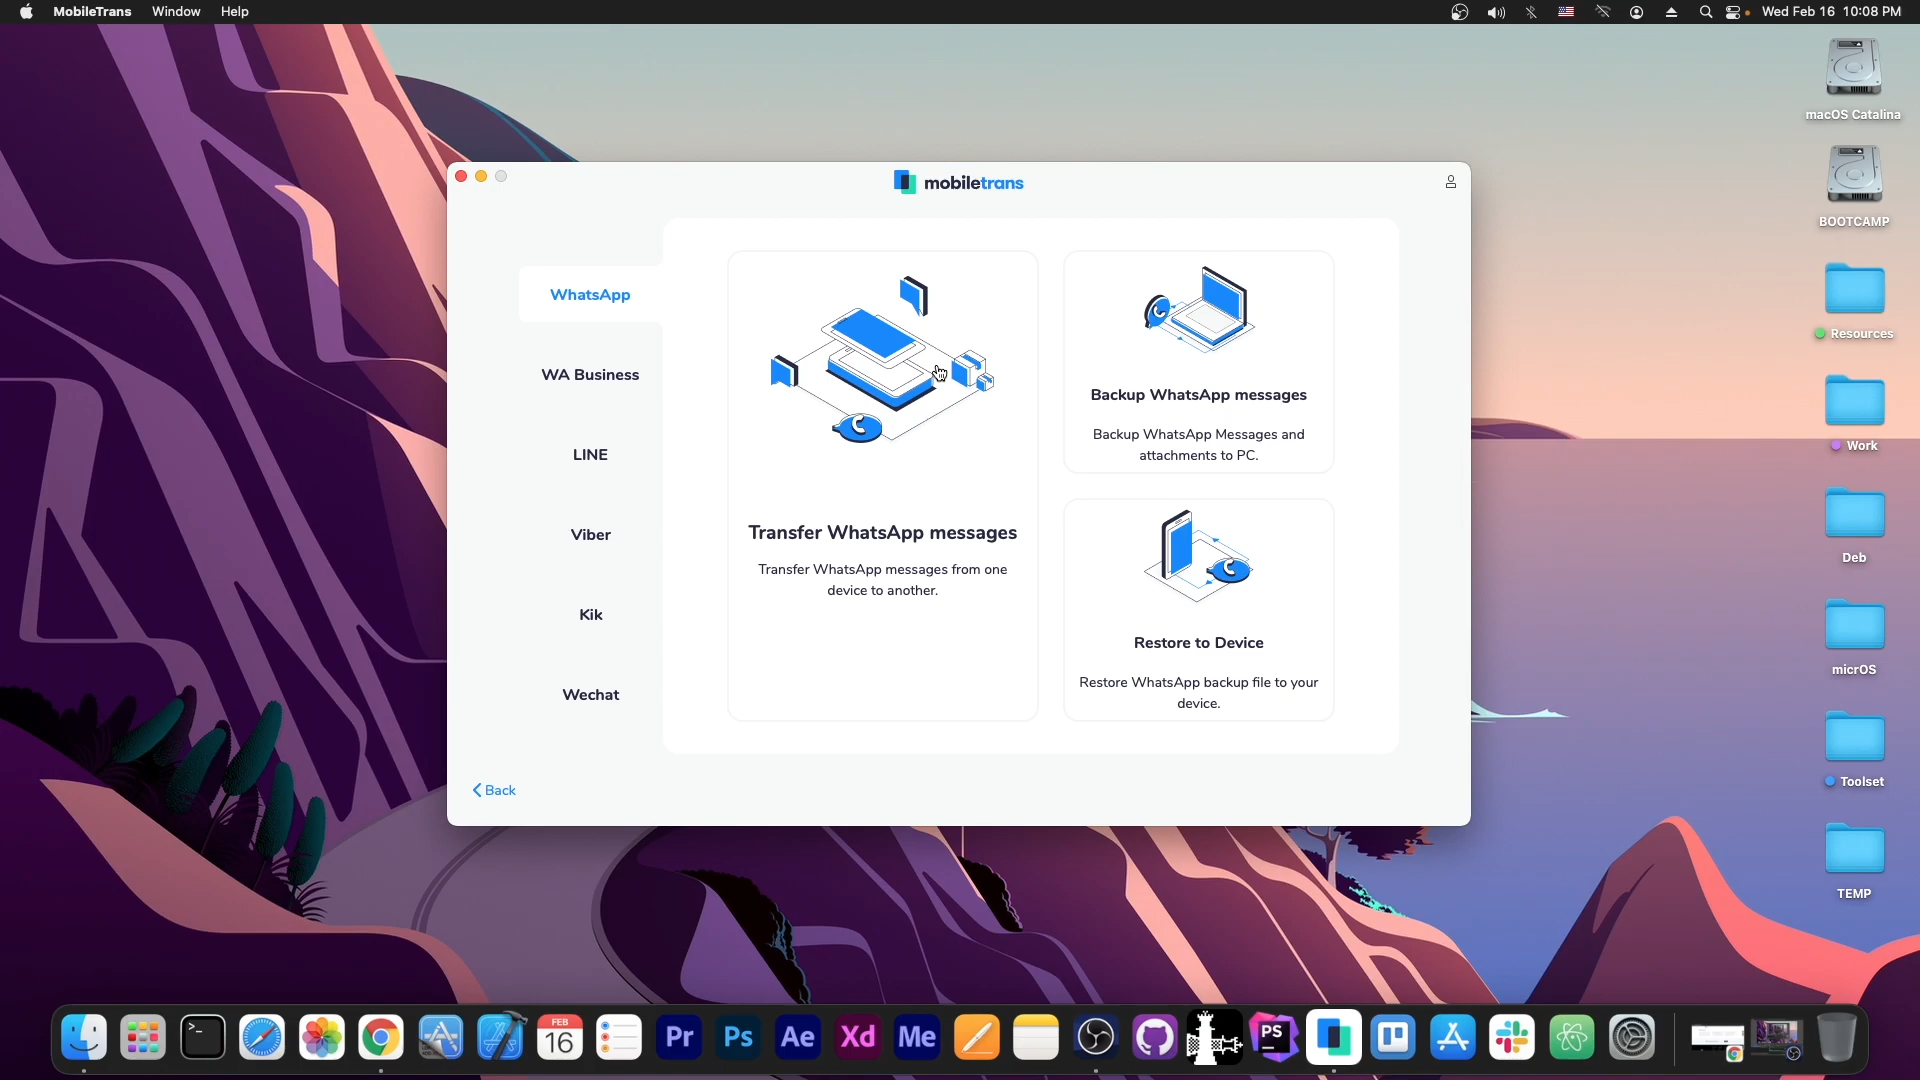 MobileTrans Window Help
Wed Feb 16 10:08 PM
mobiletrans
WhatsApp
WA Business
LINE
Viber
Kik
Wechat
Transfer WhatsApp messages
Transfer WhatsApp messages from one
device to another.
Backup WhatsApp messages
Backup WhatsApp Messages and
attachments to PC.
Restore to Device
Restore WhatsApp backup file to your
device.
Back
macOS Catalina
BOOTCAMP
Resources
Work
Deb
micrOS
Toolset
TEMP
FEB
16
Pr
Ps
Ae
Xd
Me
PS